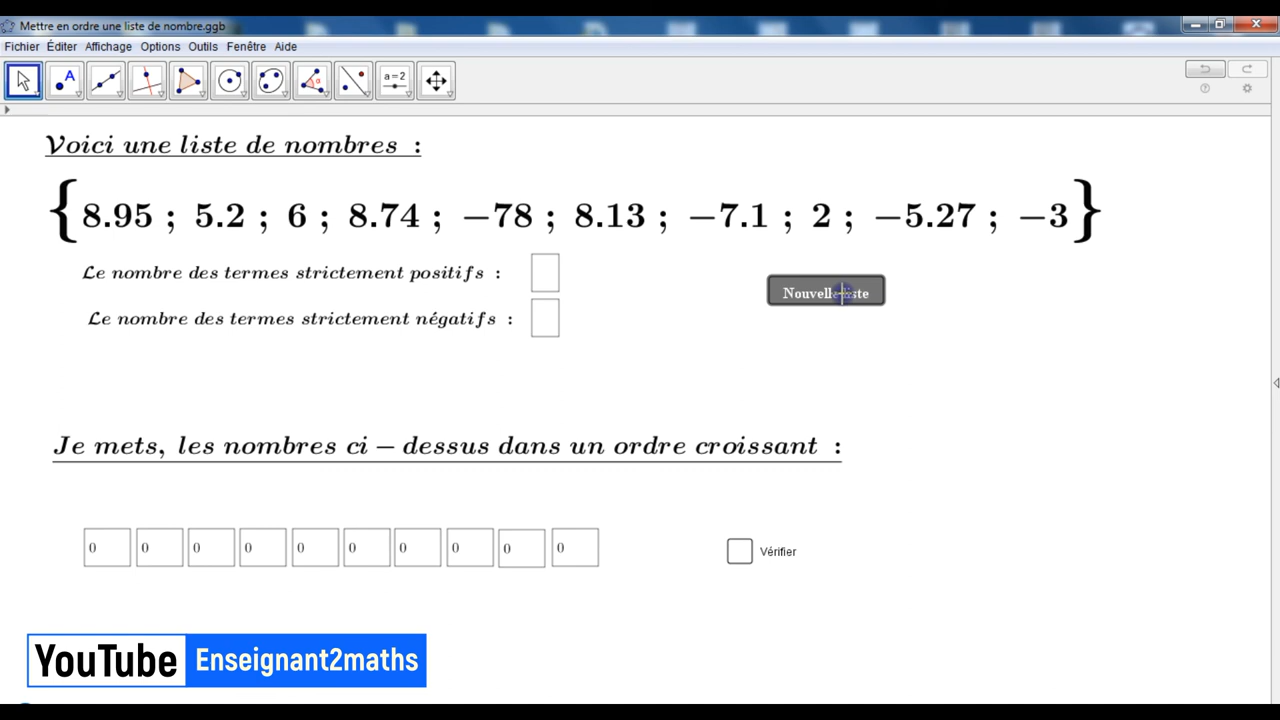 Mettre en ordre une liste de nombre.ggb
Fichier Éditer Affichage Options Outils Fenêtre Aide
A α a=2
Voici une liste de nombres :
{8.95 ; 5.2 ; 6 ; 8.74 ; −78 ; 8.13 ; −7.1 ; 2 ; −5.27 ; −3}
Le nombre des termes strictement positifs :
Nouvelle liste
Le nombre des termes strictement négatifs :
Je mets, les nombres ci − dessus dans un ordre croissant :
0 0 0 0 0 0 0 0 0 0
Vérifier
YouTube Enseignant2maths